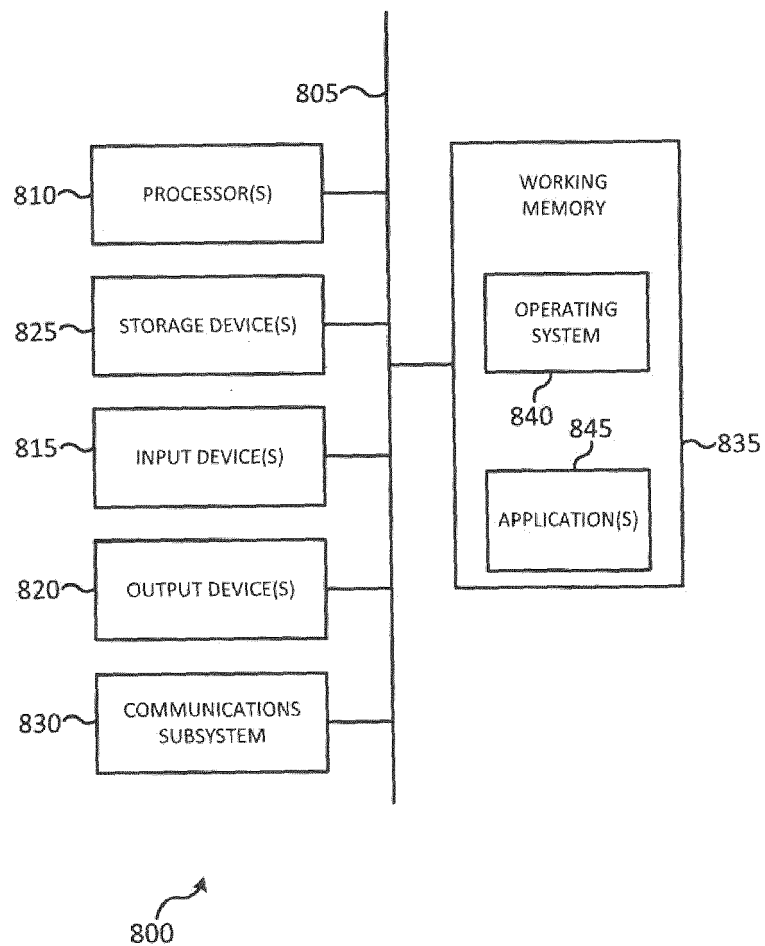 805
810
PROCESSOR(S)
WORKING
MEMORY
825
STORAGE DEVICE(S)
OPERATING
SYSTEM
840
845
815
INPUT DEVICE(S)
835
APPLICATION(S)
820
OUTPUT DEVICE(S)
830
COMMUNICATIONS
SUBSYSTEM
800